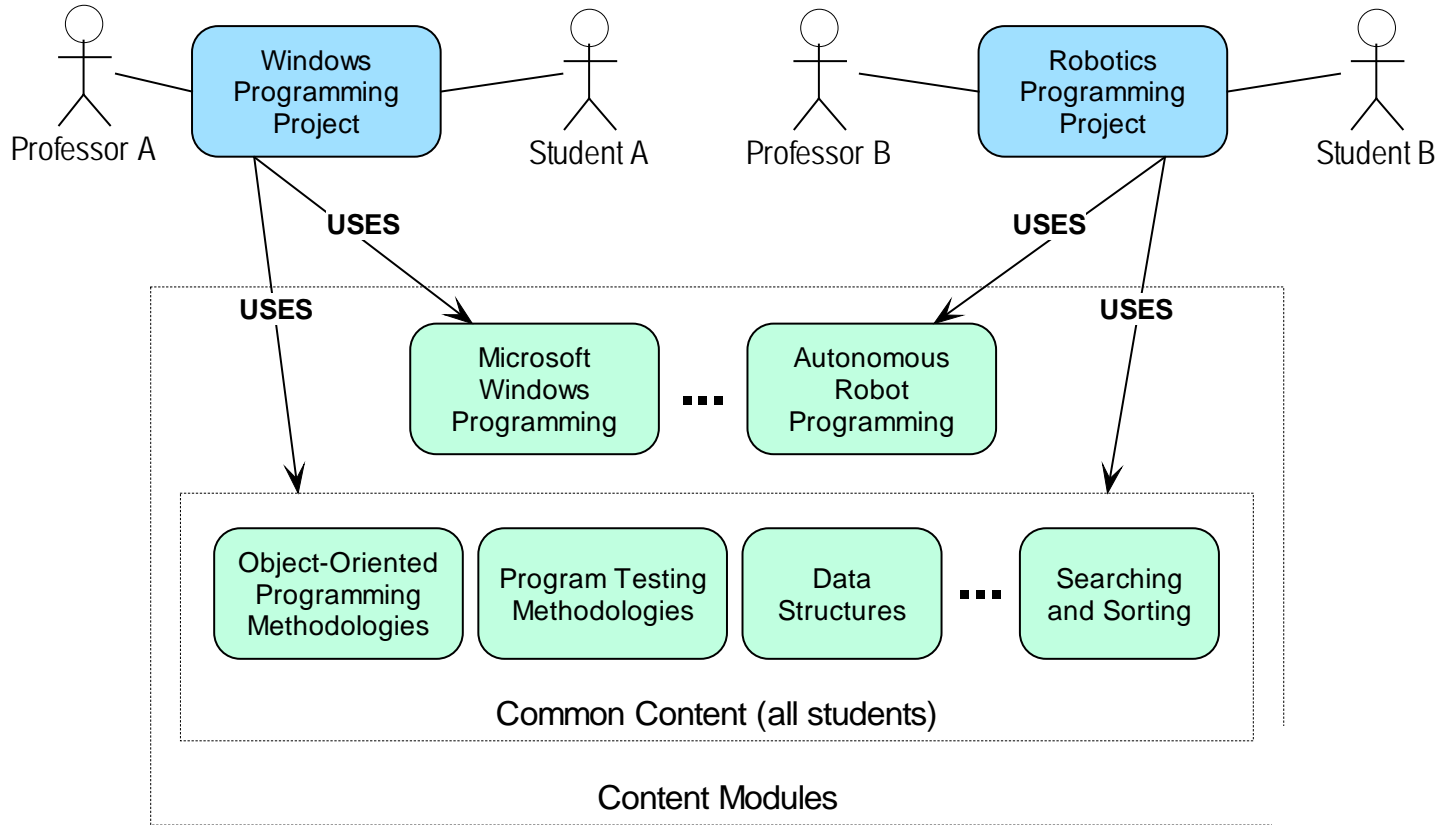 Windows
Programming
Project
Robotics
Programming
Project
Professor A
Student A
Professor B
Student B
USES
USES
USES
USES
Microsoft
Windows
Programming
...
Autonomous
Robot
Programming
Object-Oriented
Programming
Methodologies
Program Testing
Methodologies
Data
Structures
...
Searching
and Sorting
Common Content (all students)
Content Modules